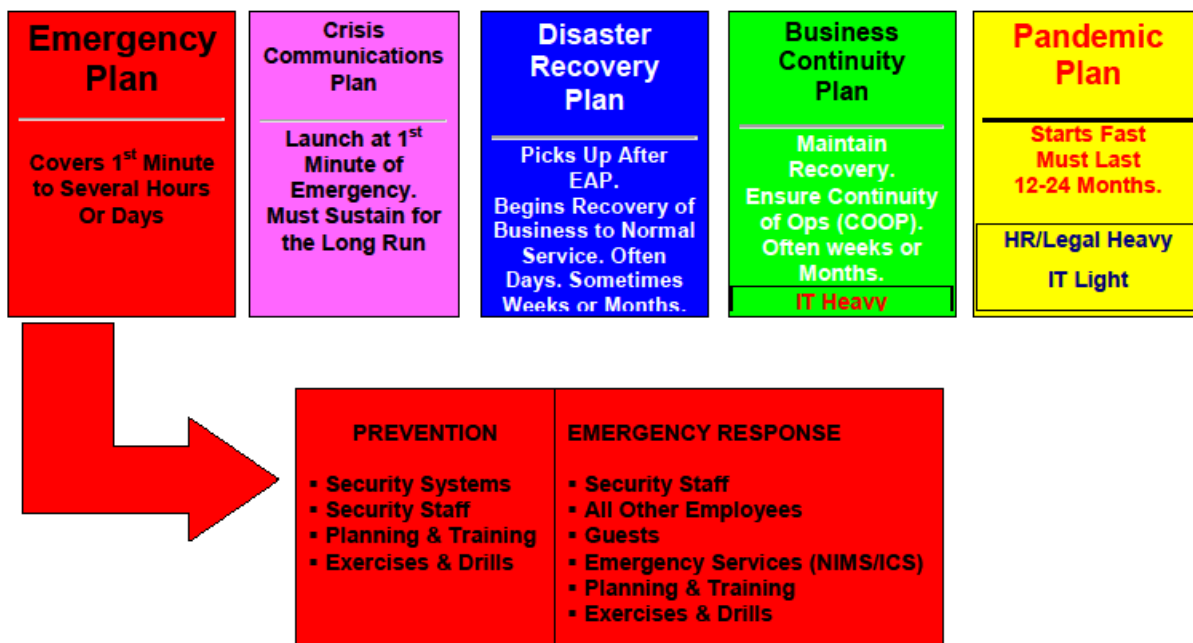 Emergency
Plan
Covers 1st Minute
to Several Hours
Or Days
Crisis
Communications
Plan
Launch at 1st
Minute of
Emergency.
Must Sustain for
the Long Run
Disaster
Recovery
Plan
Picks Up After
EAP.
Begins Recovery of
Business to Normal
Service. Often
Days. Sometimes
Weeks or Months.
Business
Continuity
Plan
Maintain
Recovery.
Ensure Continuity
of Ops (COOP).
Often weeks or
Months.
IT Heavy
Pandemic
Plan
Starts Fast
Must Last
12-24 Months.
HR/Legal Heavy
IT Light
PREVENTION
▪ Security Systems
▪ Security Staff
▪ Planning & Training
▪ Exercises & Drills
EMERGENCY RESPONSE
▪ Security Staff
▪ All Other Employees
▪ Guests
▪ Emergency Services (NIMS/ICS)
▪ Planning & Training
▪ Exercises & Drills